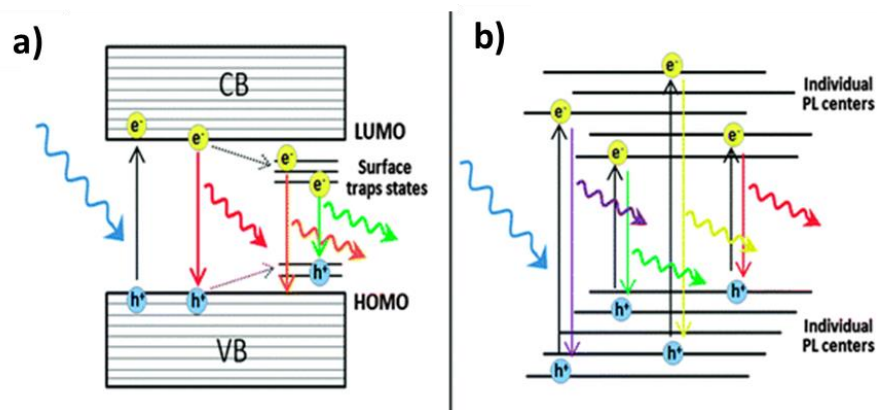 a)
CB
e-
e-
LUMO
e-
Surface
traps states
e-
h+
h+
h+
HOMO
VB
b)
e-
Individual
PL centers
e-
e-
e-
h+
h+
Individual
PL centers
h+
h+